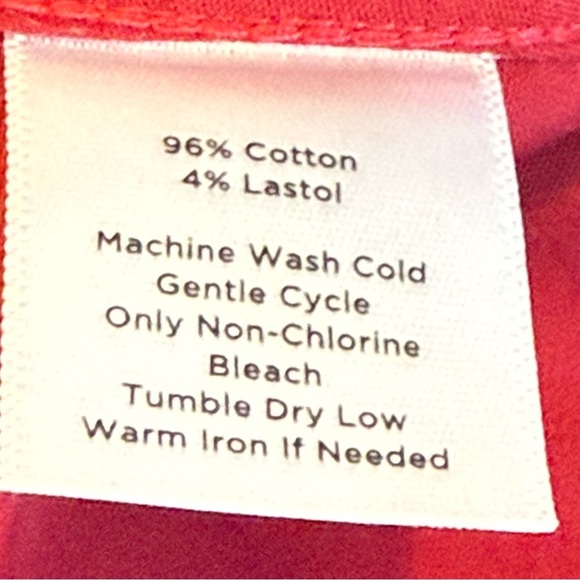 96% Cotton
4% Lastol
Machine Wash Cold
Gentle Cycle
Only Non-Chlorine
Bleach
Tumble Dry Low
Warm Iron If Needed